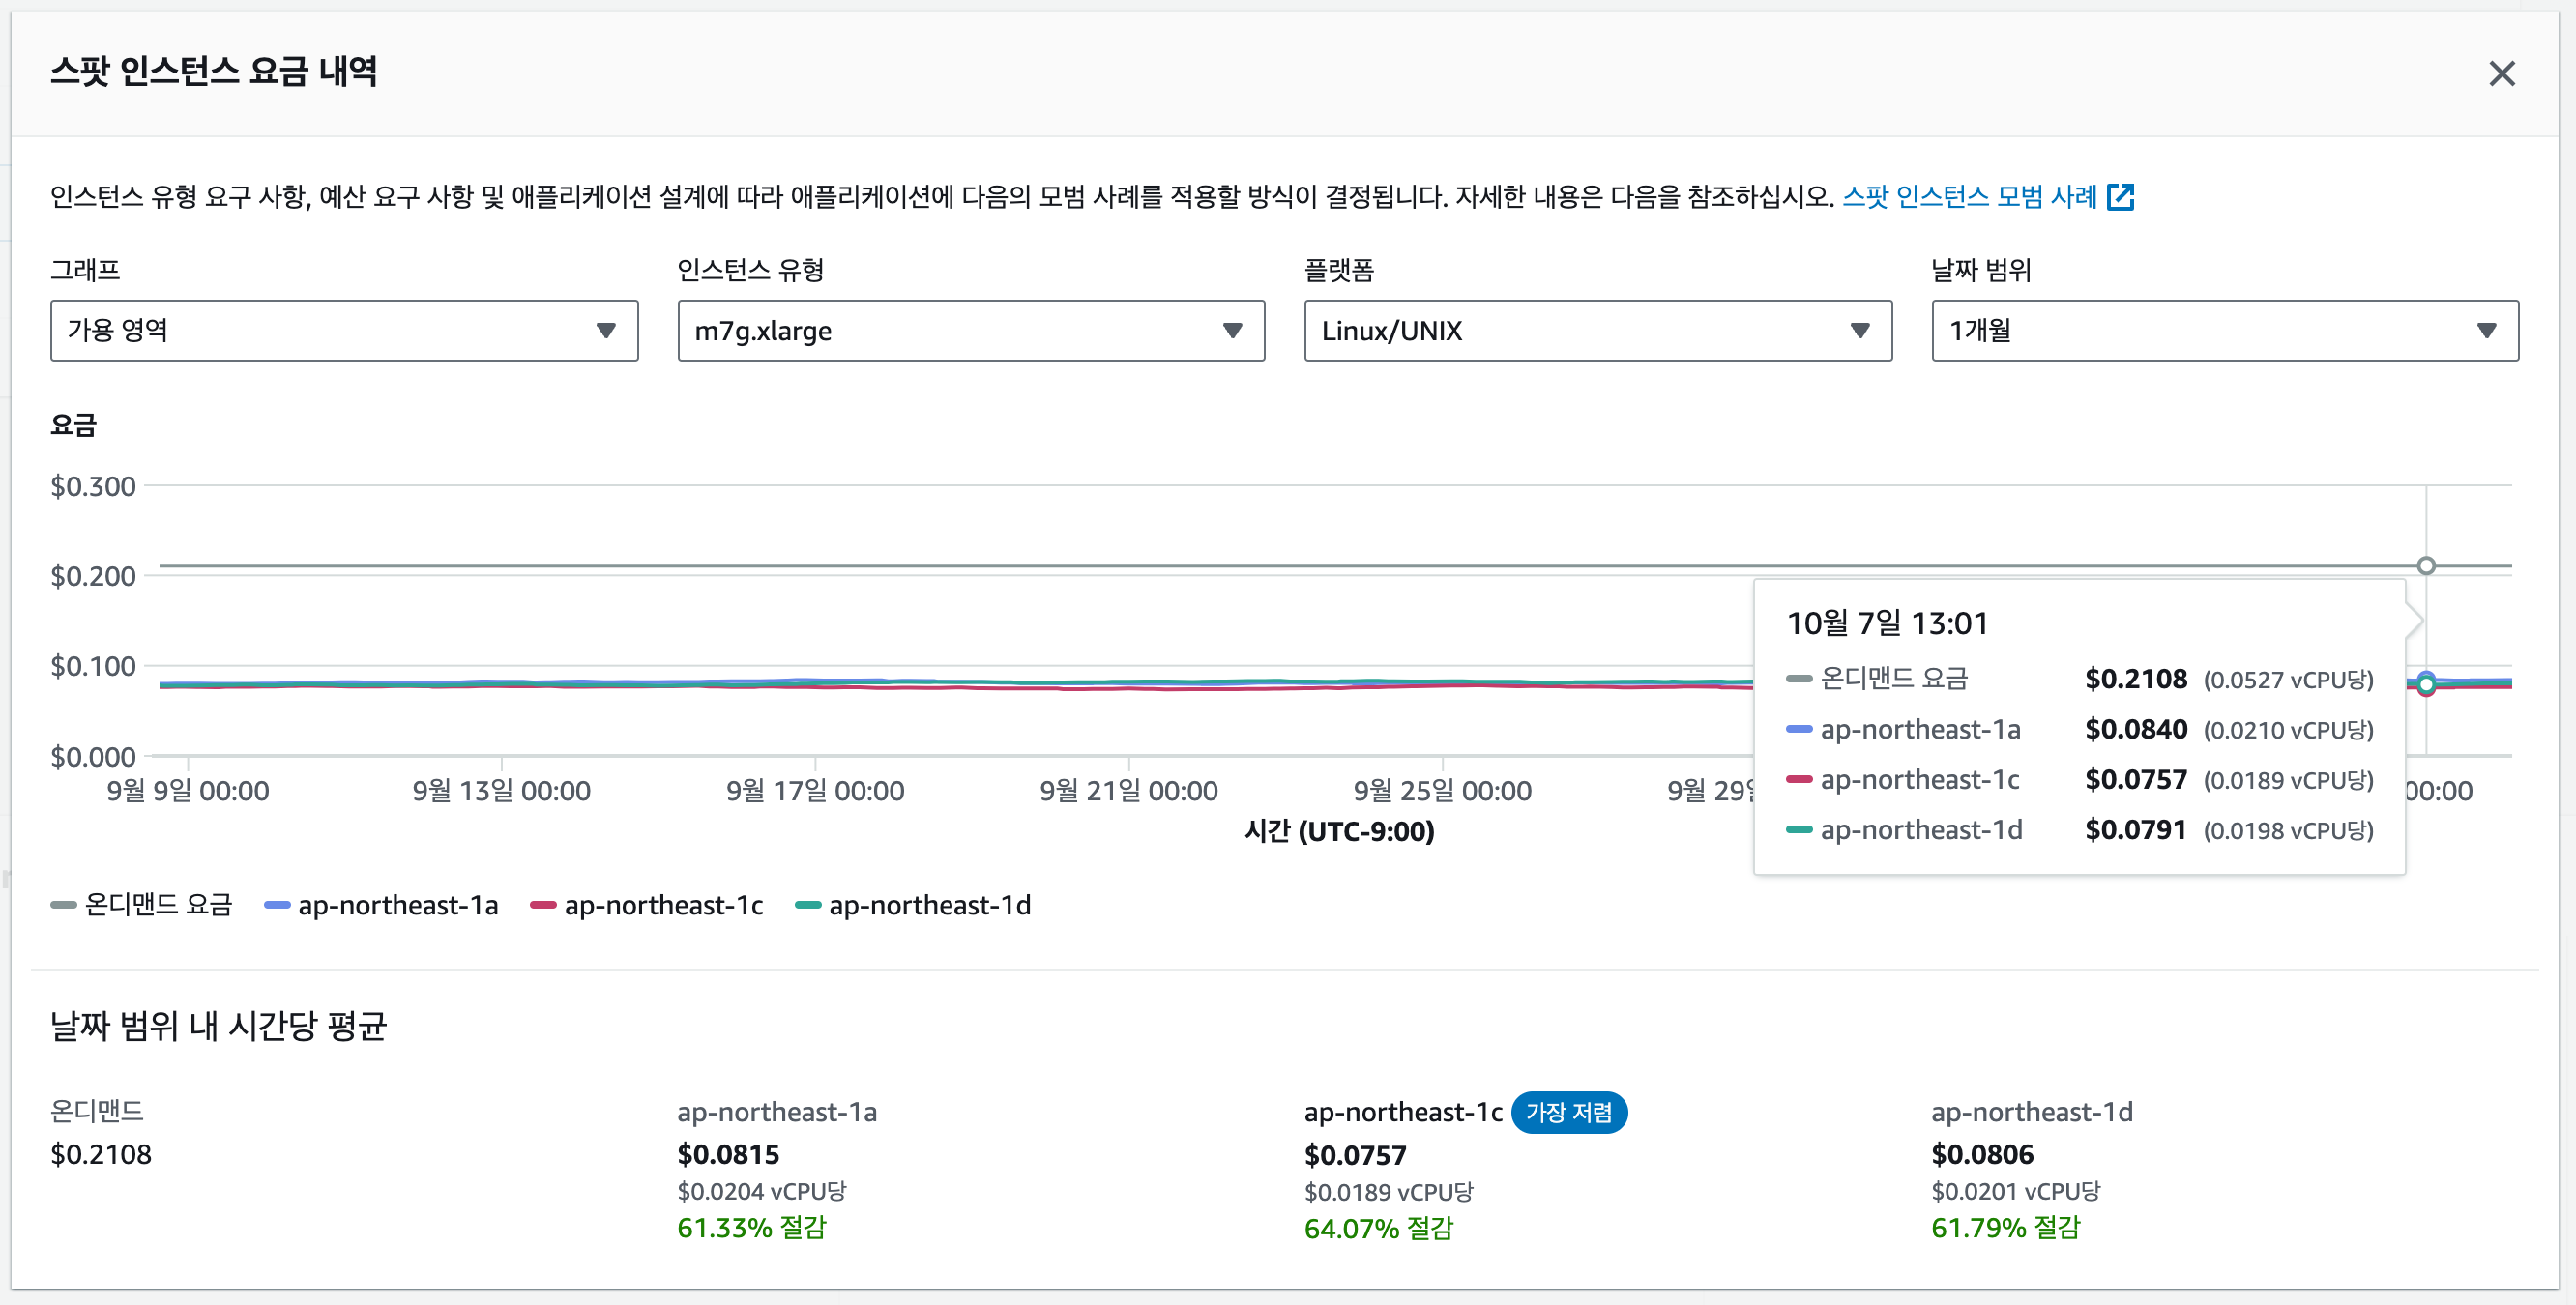 스팟 인스턴스 요금 내역
인스턴스 유형 요구 사항, 예산 요구 사항 및 애플리케이션 설계에 따라 애플리케이션에 다음의 모범 사례를 적용할 방식이 결정됩니다. 자세한 내용은 다음을 참조하십시오. 스팟 인스턴스 모범 사례
그래프
가용 영역
인스턴스 유형
m7g.xlarge
플랫폼
Linux/UNIX
날짜 범위
1개월
요금
$0.300
$0.200
$0.100
$0.000
9월 9일 00:00
9월 13일 00:00
9월 17일 00:00
9월 21일 00:00
9월 25일 00:00
9월 29일
00:00
시간 (UTC-9:00)
10월 7일 13:01
온디맨드 요금 $0.2108 (0.0527 vCPU당)
ap-northeast-1a $0.0840 (0.0210 vCPU당)
ap-northeast-1c $0.0757 (0.0189 vCPU당)
ap-northeast-1d $0.0791 (0.0198 vCPU당)
온디맨드 요금 ap-northeast-1a ap-northeast-1c ap-northeast-1d
날짜 범위 내 시간당 평균
온디맨드
$0.2108
ap-northeast-1a
$0.0815
$0.0204 vCPU당
61.33% 절감
ap-northeast-1c 가장 저렴
$0.0757
$0.0189 vCPU당
64.07% 절감
ap-northeast-1d
$0.0806
$0.0201 vCPU당
61.79% 절감